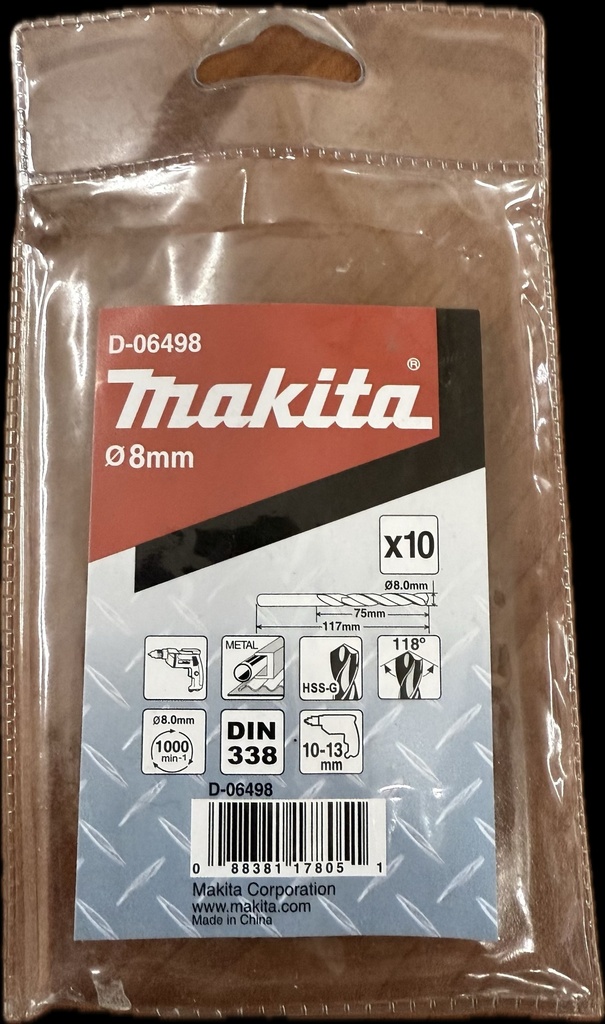 D-06498
makita®
Ø8mm
x10
Ø8.0mm
75mm
117mm
METAL
HSS-G
118°
Ø8.0mm
1000
min-1
DIN
338
10-13
mm
D-06498
0 88381 17805 1
Makita Corporation
www.makita.com
Made in China